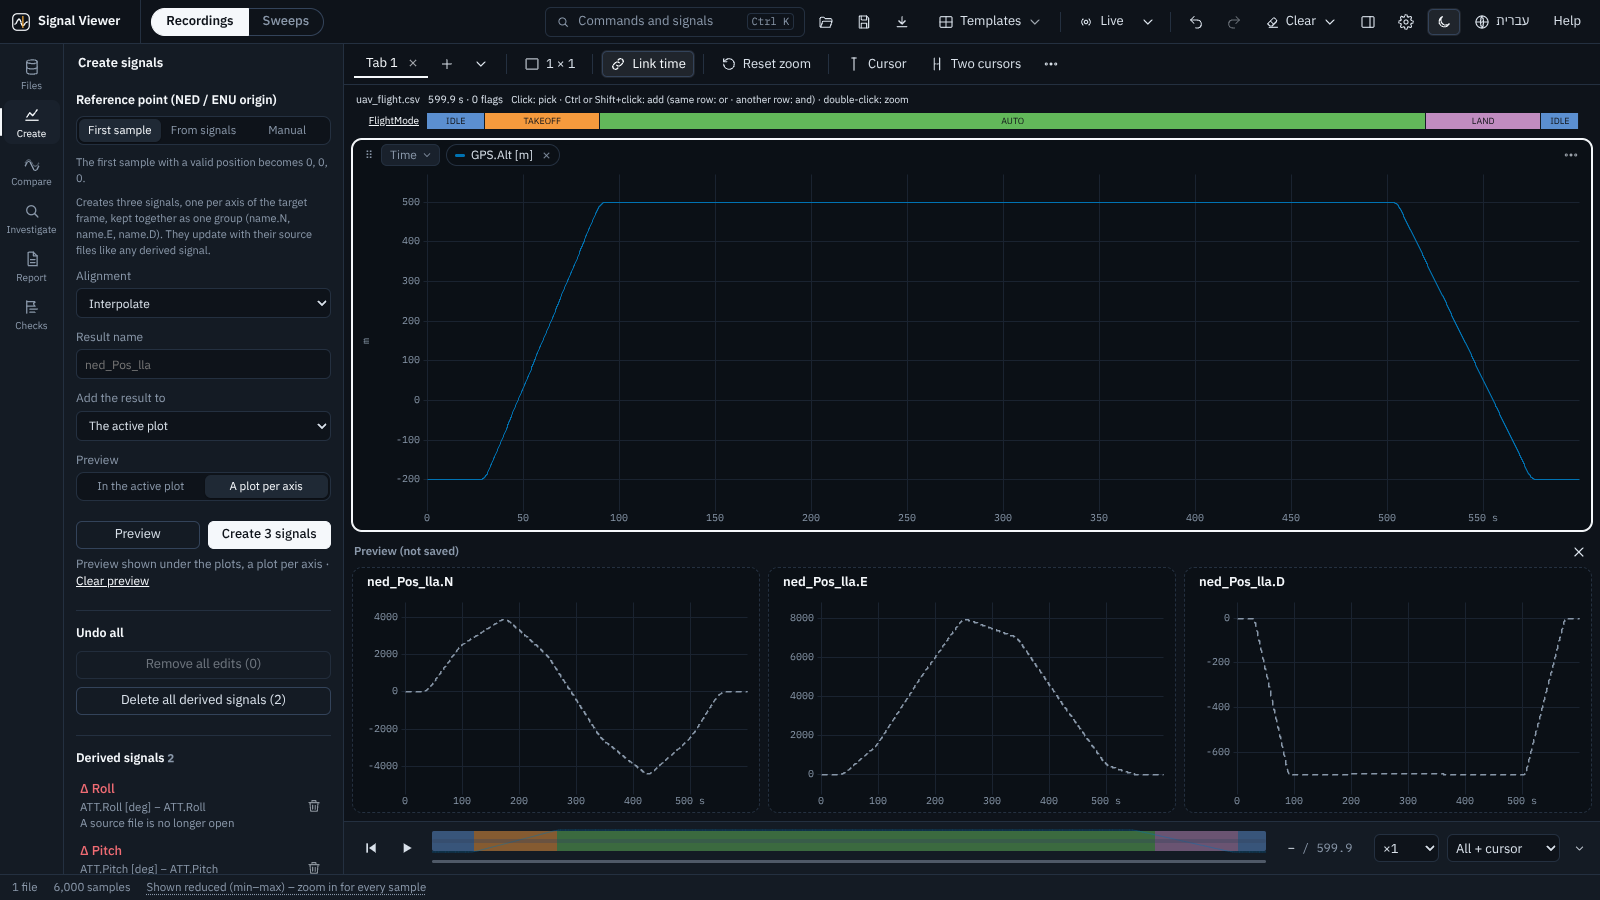 Signal Viewer
Recordings
Sweeps
Commands and signals
Ctrl K
Templates
Live
Clear
עברית
Help
Files
Create
Compare
Investigate
Report
Checks
Create signals
Reference point (NED / ENU origin)
First sample
From signals
Manual
The first sample with a valid position becomes 0, 0,
0.
Creates three signals, one per axis of the target
frame, kept together as one group (name.N,
name.E, name.D). They update with their source
files like any derived signal.
Alignment
Interpolate
Result name
ned_Pos_lla
Add the result to
The active plot
Preview
In the active plot
A plot per axis
Preview
Create 3 signals
Preview shown under the plots, a plot per axis ·
Clear preview
Undo all
Remove all edits (0)
Delete all derived signals (2)
Derived signals 2
Δ Roll
ATT.Roll [deg] – ATT.Roll
A source file is no longer open
Δ Pitch
ATT.Pitch [deg] – ATT.Pitch
Tab 1
1 × 1
Link time
Reset zoom
Cursor
Two cursors
uav_flight.csv 599.9 s · 0 flags Click: pick · Ctrl or Shift+click: add (same row: or · another row: and) · double-click: zoom
FlightMode
IDLE
TAKEOFF
AUTO
LAND
IDLE
Time
GPS.Alt [m]
500
400
300
200
100
0
-100
-200
m
0 50 100 150 200 250 300 350 400 450 500 550 s
Preview (not saved)
ned_Pos_lla.N
4000
2000
0
-2000
-4000
0 100 200 300 400 500 s
ned_Pos_lla.E
8000
6000
4000
2000
0
0 100 200 300 400 500 s
ned_Pos_lla.D
0
-200
-400
-600
0 100 200 300 400 500 s
– / 599.9
×1
All + cursor
1 file
6,000 samples
Shown reduced (min–max) – zoom in for every sample